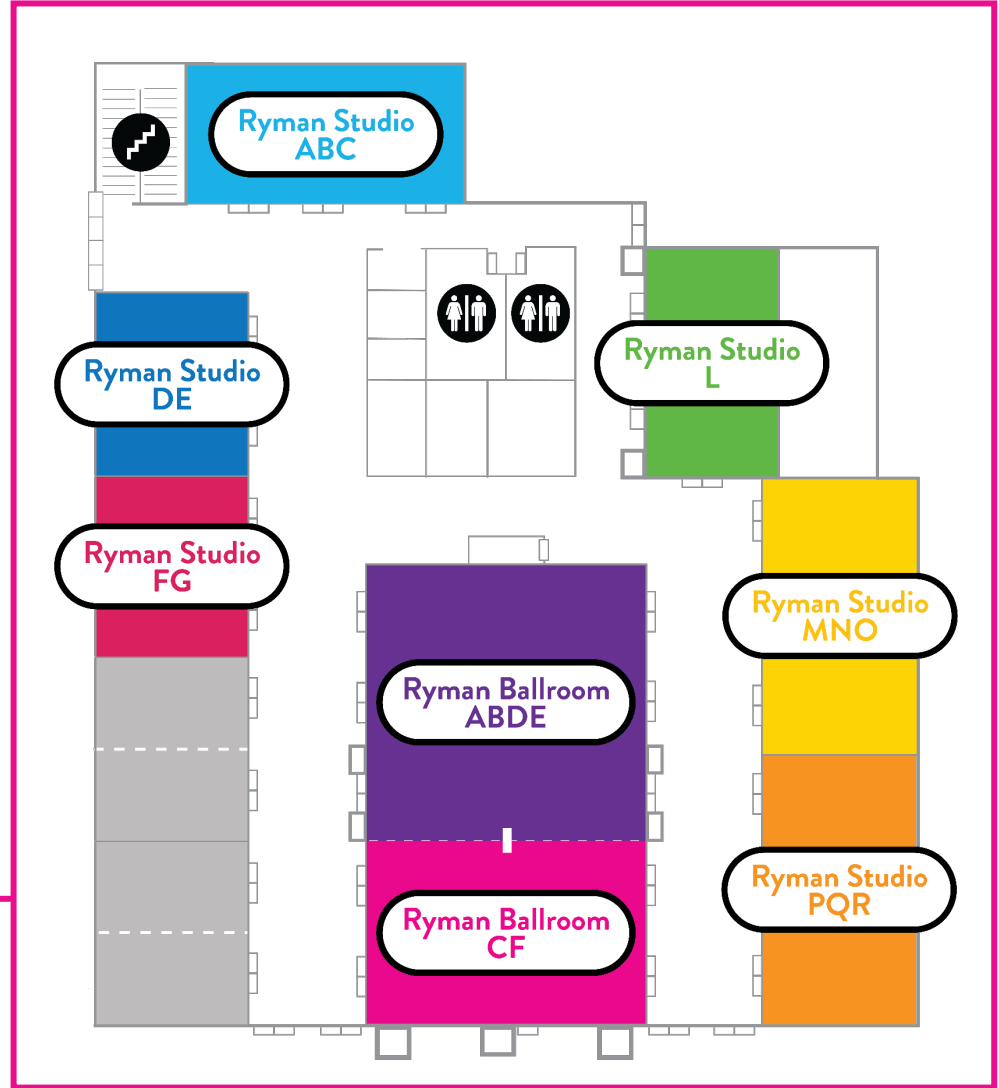 Ryman Studio
ABC
Ryman Studio
L
Ryman Studio
DE
Ryman Studio
FG
Ryman Studio
MNO
Ryman Ballroom
ABDE
Ryman Studio
PQR
Ryman Ballroom
CF